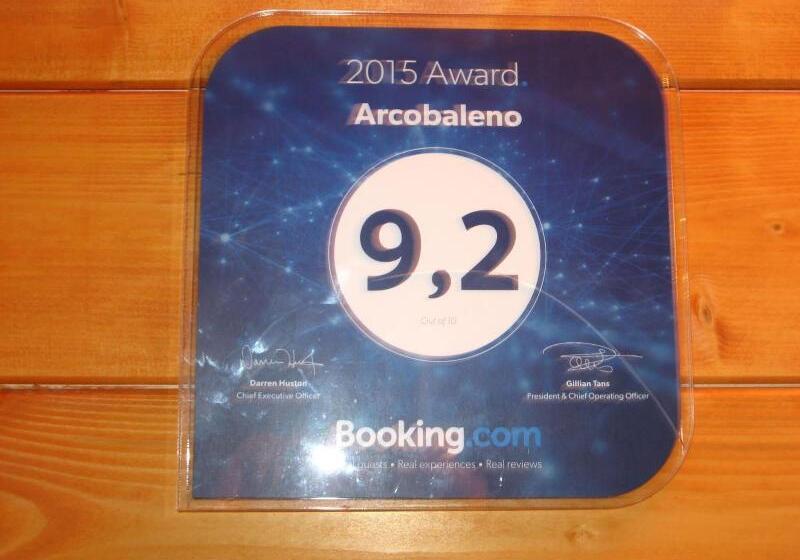 2015 Award
Arcobaleno
9,2
Out of 10
Darren Huston
Chief Executive Officer
Gillian Tans
President & Chief Operating Officer
Booking.com
guests • Real experiences • Real reviews